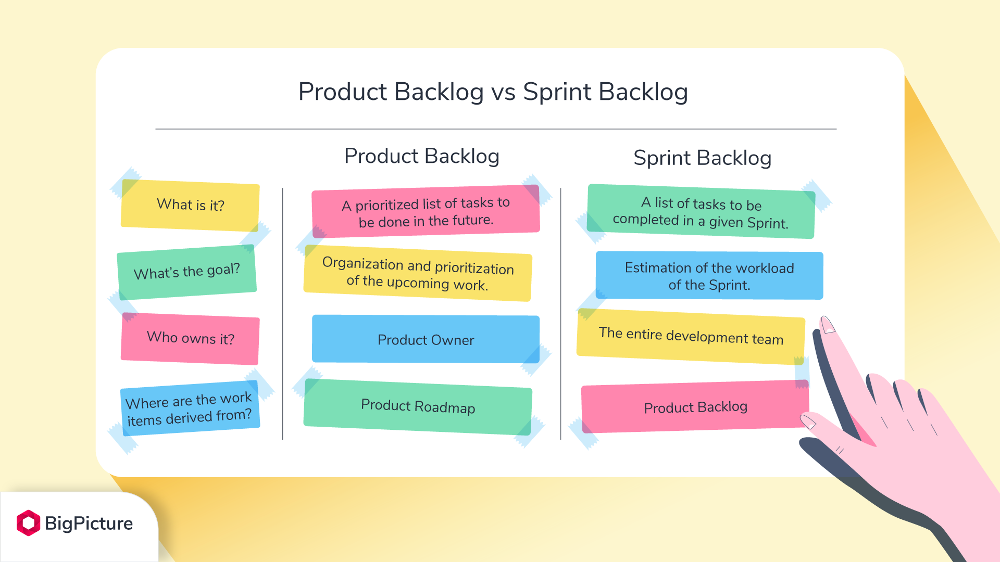 Product Backlog vs Sprint Backlog
Product Backlog
Sprint Backlog
What is it?
A prioritized list of tasks to
be done in the future.
A list of tasks to be
completed in a given Sprint.
What's the goal?
Organization and prioritization
of the upcoming work.
Estimation of the workload
of the Sprint.
Who owns it?
Product Owner
The entire development team
Where are the work
items derived from?
Product Roadmap
Product Backlog
BigPicture